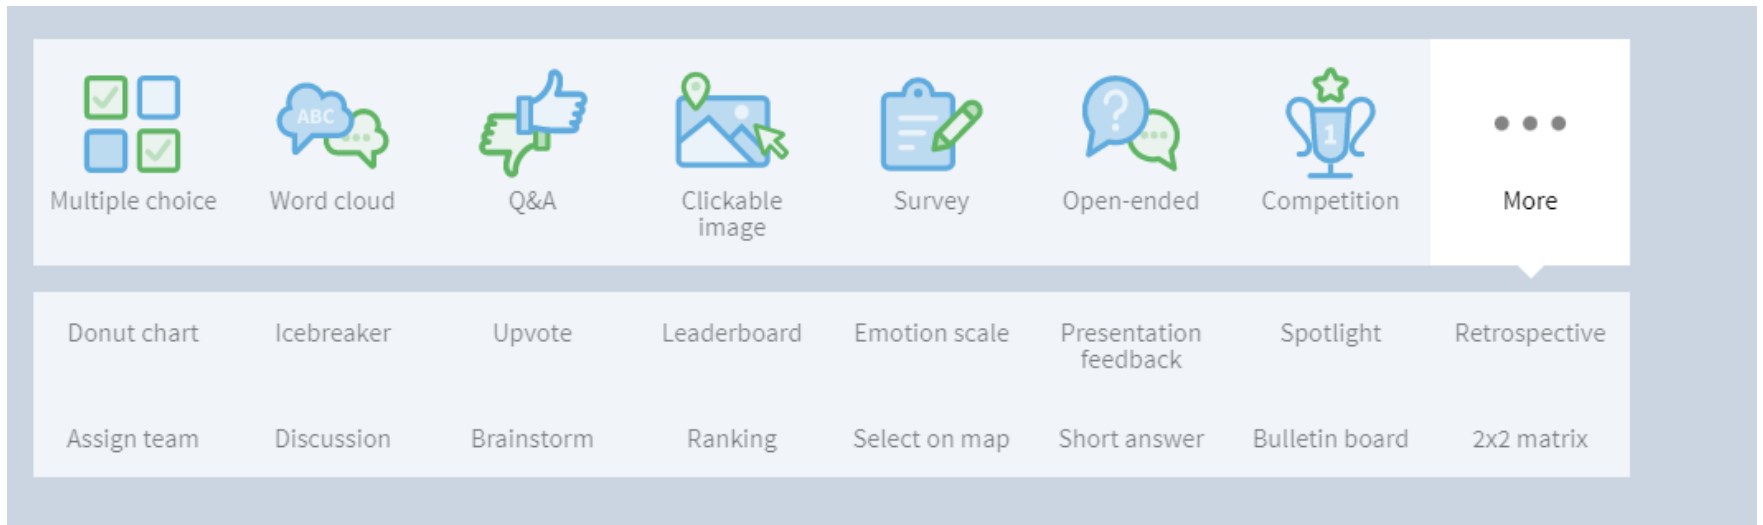 ABC
?
1
Multiple choice
Word cloud
Q&A
Clickable
image
Survey
Open-ended
Competition
More
Donut chart
Icebreaker
Upvote
Leaderboard
Emotion scale
Presentation
feedback
Spotlight
Retrospective
Assign team
Discussion
Brainstorm
Ranking
Select on map
Short answer
Bulletin board
2x2 matrix